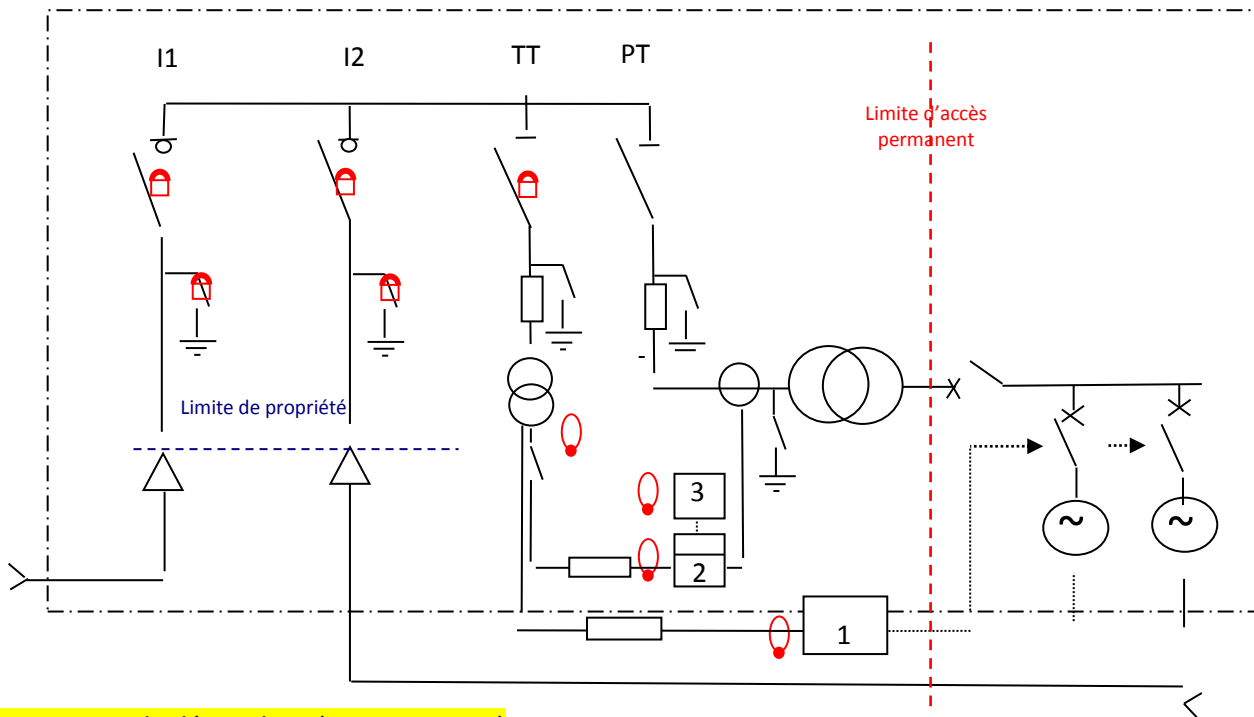 I1 I2 TT PT
Limite d'accès
permanent
Limite de propriété
3
2
1
~ ~